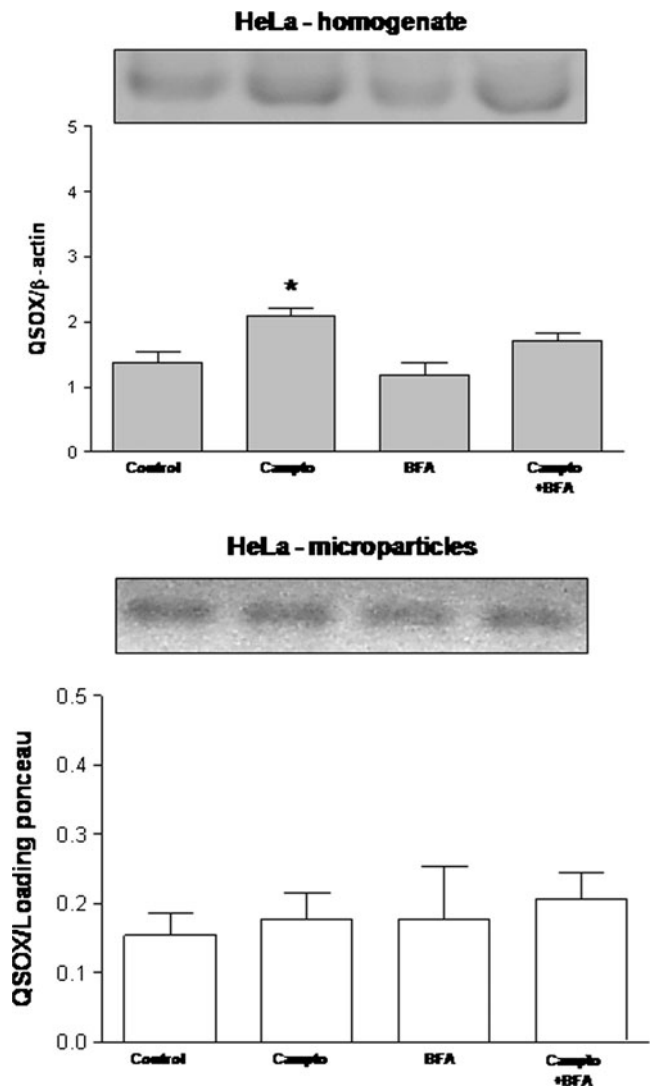 HeLa - homogenate
5
4
3
2
1
0
QSOX/β-actin
*
Control Campto BFA Campto
+BFA
HeLa - microparticles
0.5
0.4
0.3
0.2
0.1
0.0
QSOX/Loading ponceau
Control Campto BFA Campto
+BFA